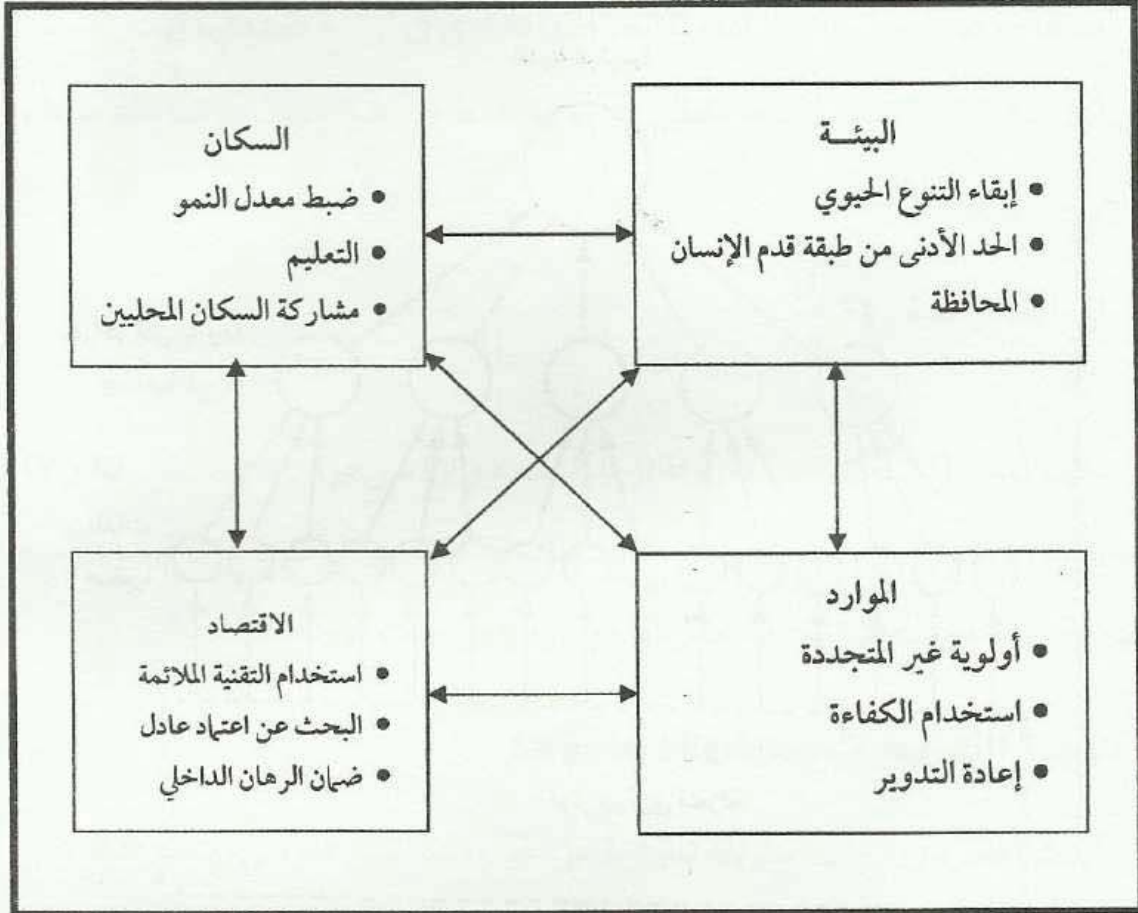 البيئــة
• إبقاء التنوع الحيوي
• الحد الأدنى من طبقة قدم الإنسان
• المحافظة
السكان
• ضبط معدل النمو
• التعليم
• مشاركة السكان المحليين
الموارد
• أولوية غير المتجددة
• استخدام الكفاءة
• إعادة التدوير
الاقتصاد
• استخدام التقنية الملائمة
• البحث عن اعتماد عادل
• ضمان الرهان الداخلي